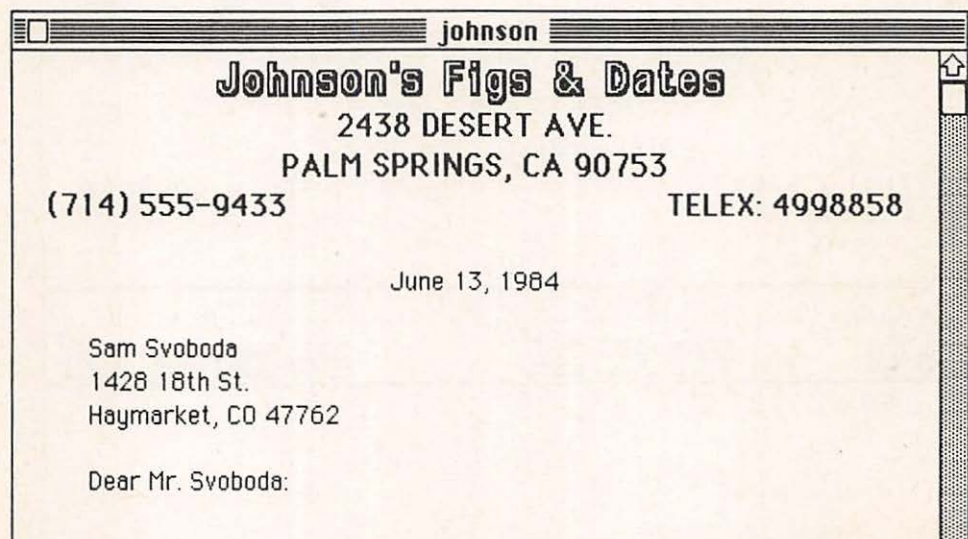 johnson
Johnson's Figs & Dates
2438 DESERT AVE.
PALM SPRINGS, CA 90753
(714) 555-9433 TELEX: 4998858
June 13, 1984
Sam Svoboda
1428 18th St.
Haymarket, CO 47762
Dear Mr. Svoboda: